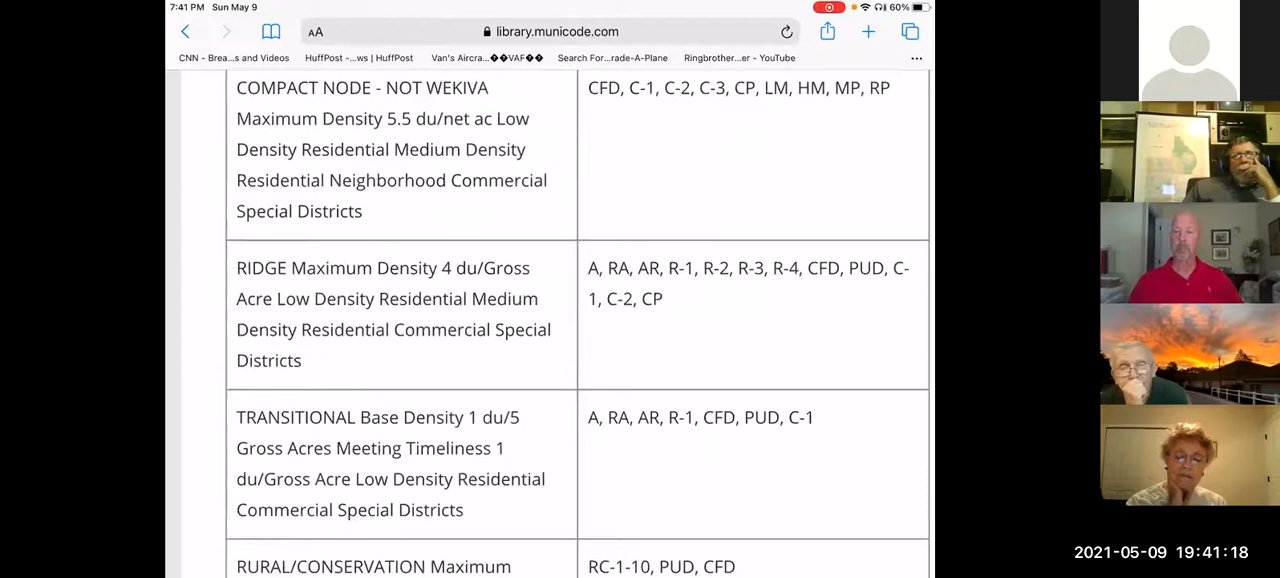 7:41 PM Sun May 9
60%
AA
library.municode.com
CNN - Brea...s and Videos
HuffPost -...ws | HuffPost
Van's Aircra...��VAF��
Search For...rade-A-Plane
Ringbrother...er - YouTube
COMPACT NODE - NOT WEKIVA
Maximum Density 5.5 du/net ac Low
Density Residential Medium Density
Residential Neighborhood Commercial
Special Districts
CFD, C-1, C-2, C-3, CP, LM, HM, MP, RP
RIDGE Maximum Density 4 du/Gross
Acre Low Density Residential Medium
Density Residential Commercial Special
Districts
A, RA, AR, R-1, R-2, R-3, R-4, CFD, PUD, C-
1, C-2, CP
TRANSITIONAL Base Density 1 du/5
Gross Acres Meeting Timeliness 1
du/Gross Acre Low Density Residential
Commercial Special Districts
A, RA, AR, R-1, CFD, PUD, C-1
RURAL/CONSERVATION Maximum
RC-1-10, PUD, CFD
2021-05-09 19:41:18